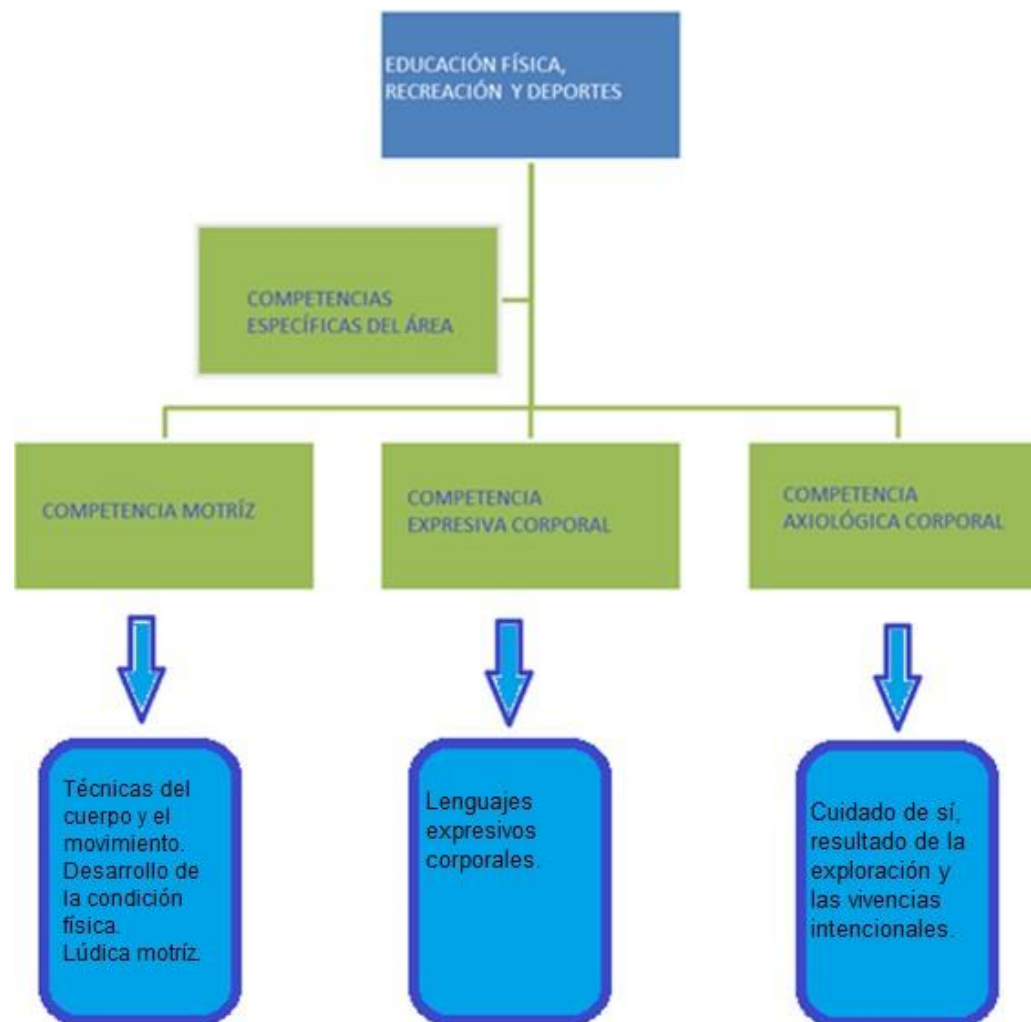 EDUCACIÓN FÍSICA,
RECREACIÓN Y DEPORTES
COMPETENCIAS
ESPECÍFICAS DEL ÁREA
COMPETENCIA MOTRÍZ
COMPETENCIA
EXPRESIVA CORPORAL
COMPETENCIA
AXIOLÓGICA CORPORAL
Técnicas del
cuerpo y el
movimiento.
Desarrollo de
la condición
física.
Lúdica motríz.
Lenguajes
expresivos
corporales.
Cuidado de sí,
resultado de la
exploración y
las vivencias
intencionales.